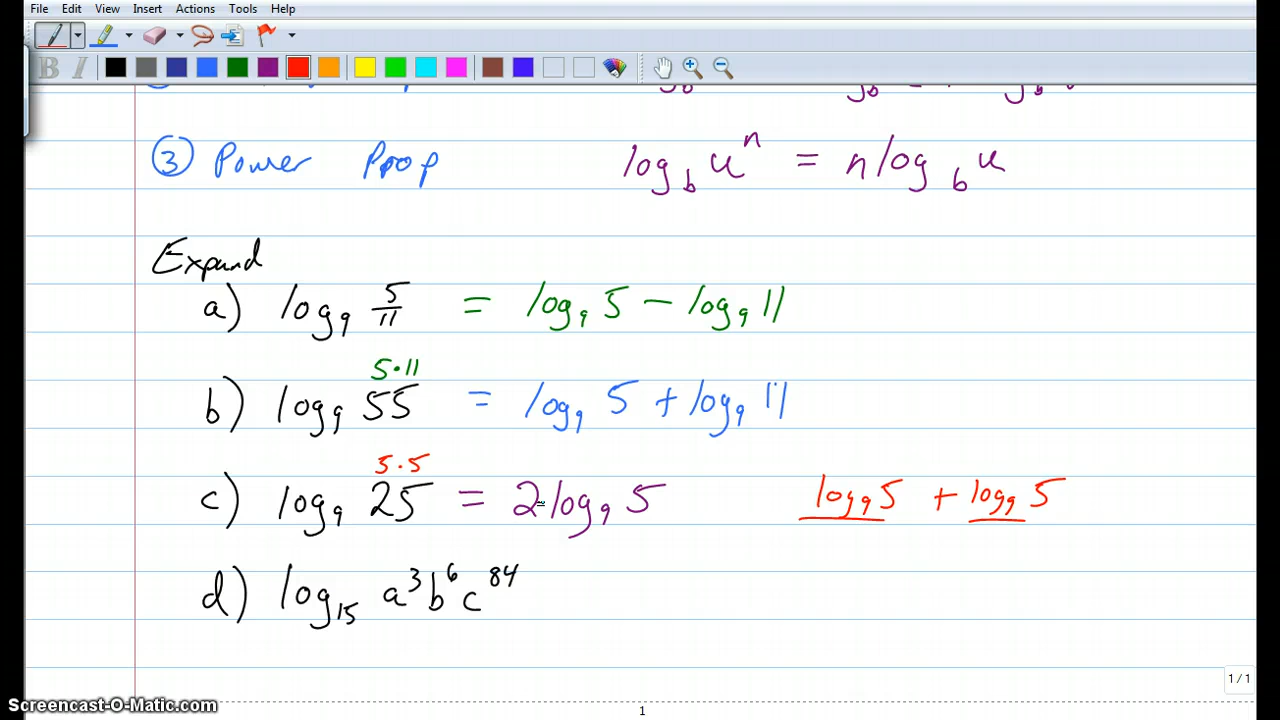 File Edit View Insert Actions Tools Help
B I
③ Power Prop log_b u^n = n log_b u
Expand
a) log_9 5/11 = log_9 5 − log_9 11
5·11
b) log_9 55 = log_9 5 + log_9 11
5·5
c) log_9 25 = 2 log_9 5 log_9 5 + log_9 5
d) log_15 a^3 b^6 c^84
1/1
Screencast-O-Matic.com
1